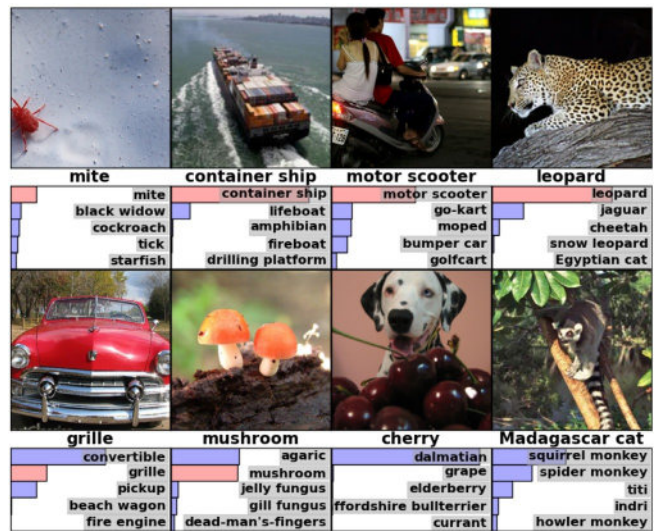 mite
container ship
motor scooter
leopard
mite
black widow
cockroach
tick
starfish
container ship
lifeboat
amphibian
fireboat
drilling platform
motor scooter
go-kart
moped
bumper car
golfcart
leopard
jaguar
cheetah
snow leopard
Egyptian cat
grille
mushroom
cherry
Madagascar cat
convertible
grille
pickup
beach wagon
fire engine
agaric
mushroom
jelly fungus
gill fungus
dead-man's-fingers
dalmatian
grape
elderberry
ffordshire bullterrier
currant
squirrel monkey
spider monkey
titi
indri
howler monkey